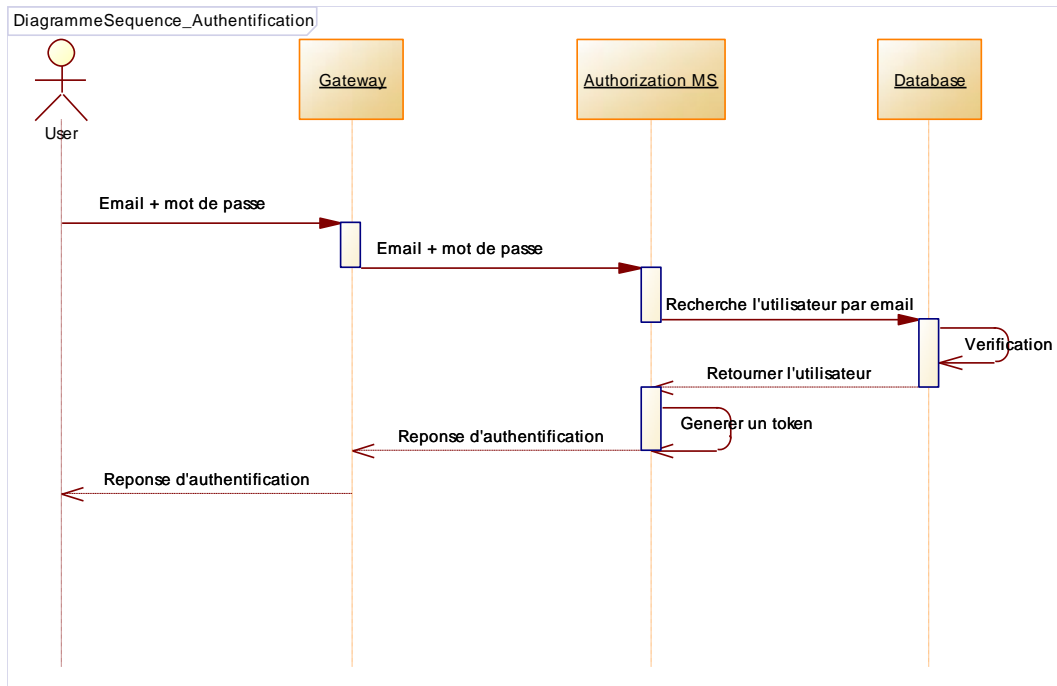 DiagrammeSequence_Authentification
User
Gateway
Authorization MS
Database
Email + mot de passe
Email + mot de passe
Recherche l'utilisateur par email
Verification
Retourner l'utilisateur
Generer un token
Reponse d'authentification
Reponse d'authentification